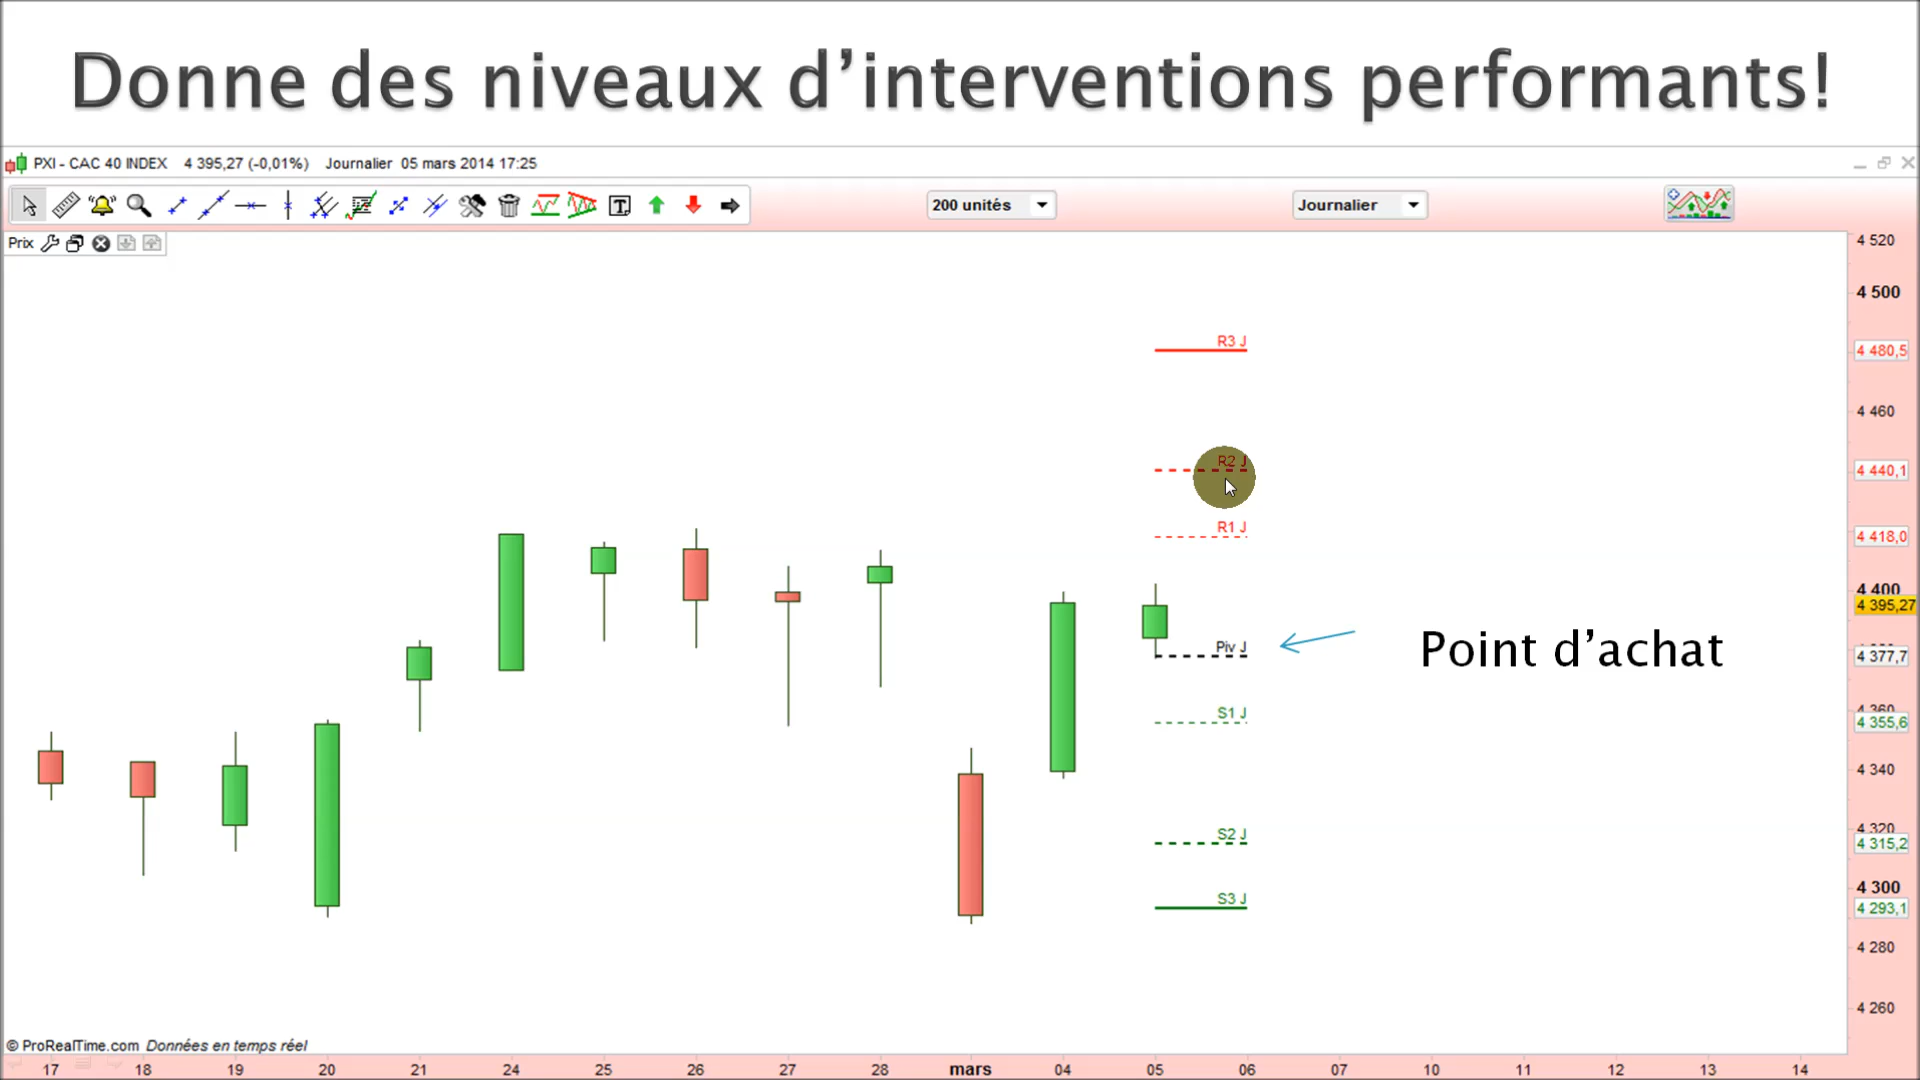 Donne des niveaux d’interventions performants!
PXI - CAC 40 INDEX 4 395,27 (-0,01%) Journalier 05 mars 2014 17:25
200 unités
Journalier
Prix
4 520
4 500
R3 J
4 480,5
4 460
R2 J
4 440,1
R1 J
4 418,0
4 400
4 395,27
Piv J
Point d’achat
4 377,7
4 360
S1 J
4 355,6
4 340
4 320
S2 J
4 315,2
4 300
S3 J
4 293,1
4 280
4 260
© ProRealTime.com Données en temps réel
17 18 19 20 21 24 25 26 27 28 mars 04 05 06 07 10 11 12 13 14